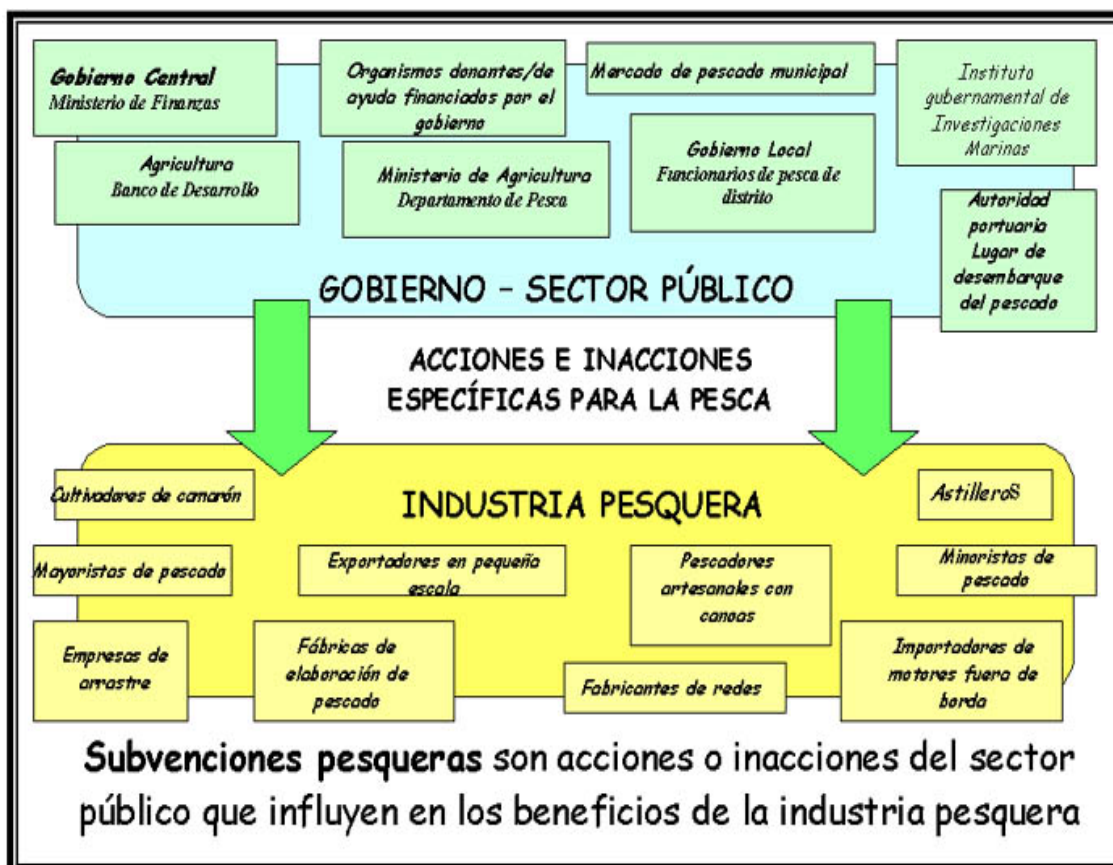 Gobierno Central
Ministerio de Finanzas
Organismos donantes/de
ayuda financiados por el
gobierno
Mercado de pescado municipal
Instituto
gubernamental de
Investigaciones
Marinas
Agricultura
Banco de Desarrollo
Ministerio de Agricultura
Departamento de Pesca
Gobierno Local
Funcionarios de pesca de
distrito
Autoridad
portuaria
Lugar de
desembarque
del pescado
GOBIERNO – SECTOR PÚBLICO
ACCIONES E INACCIONES
ESPECÍFICAS PARA LA PESCA
Cultivadores de camarón
INDUSTRIA PESQUERA
Astilleros
Mayoristas de pescado
Exportadores en pequeña
escala
Pescadores
artesanales con
canoas
Minoristas de
pescado
Empresas de
arrastre
Fábricas de
elaboración de
pescado
Fabricantes de redes
Importadores de
motores fuera de
borda
Subvenciones pesqueras son acciones o inacciones del sector
público que influyen en los beneficios de la industria pesquera